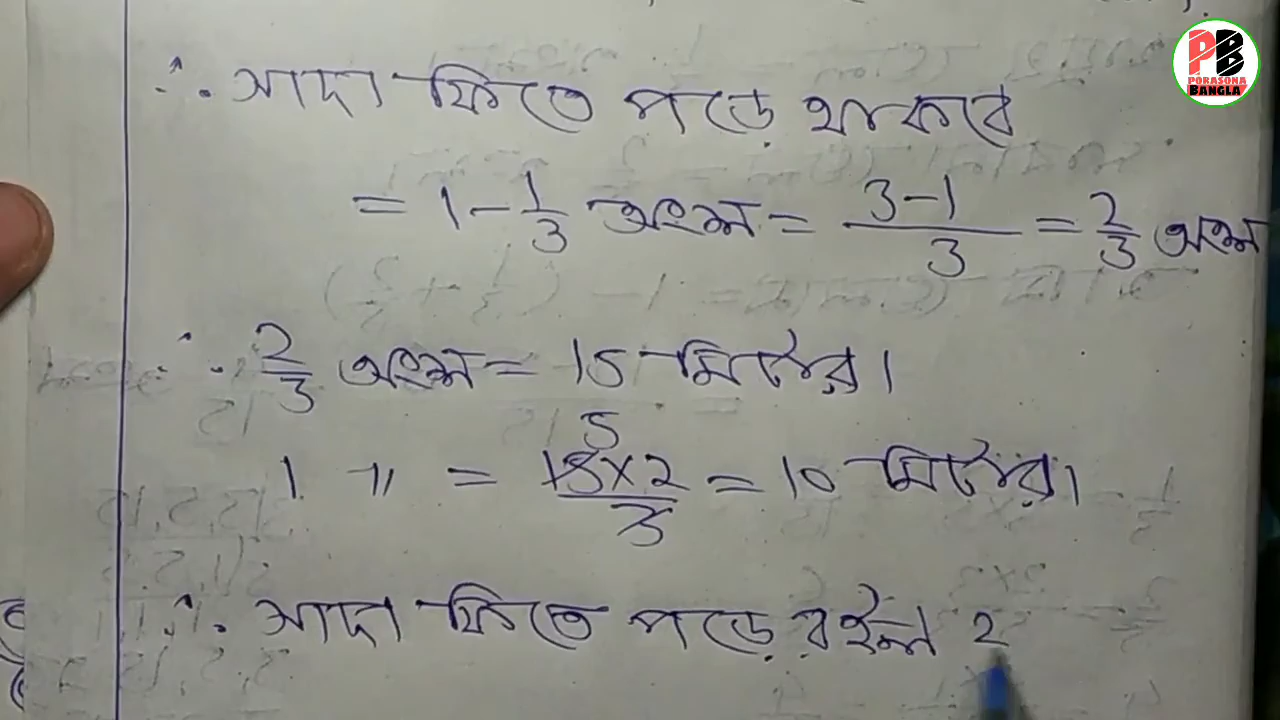 PB
PORASONA
BANGLA
∴ সাদা ফিতে পড়ে থাকবে
= 1 - 1/3 অংশ = 3-1/3 = 2/3 অংশ
∴ 2/3 অংশ = 15 মিটার।
5
1 〃 = 15×2/3 = 10 মিটার।
∴ সাদা ফিতে পড়ে রইল